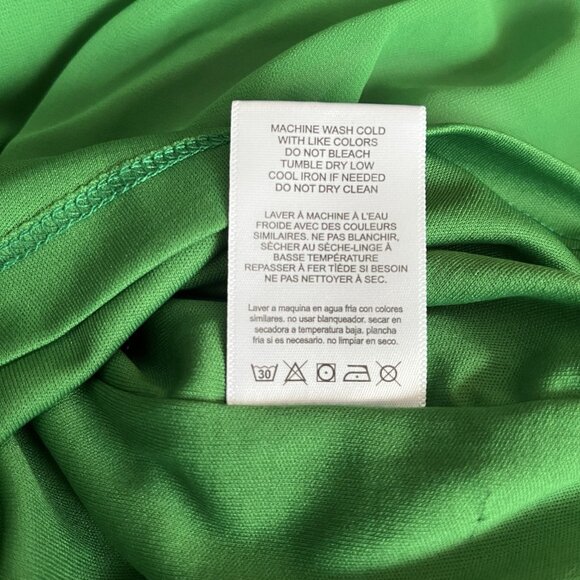 MACHINE WASH COLD
WITH LIKE COLORS
DO NOT BLEACH
TUMBLE DRY LOW
COOL IRON IF NEEDED
DO NOT DRY CLEAN
LAVER À MACHINE À L'EAU
FROIDE AVEC DES COULEURS
SIMILAIRES. NE PAS BLANCHIR,
SÉCHER AU SÈCHE-LINGE À
BASSE TEMPÉRATURE
REPASSER À FER TIÈDE SI BESOIN
NE PAS NETTOYER À SEC.
Laver a maquina en agua fria con colores
similares. no usar blanqueador. secar en
secadora a temperatura baja. plancha
fria si es necesario. no limpiar en seco.
30